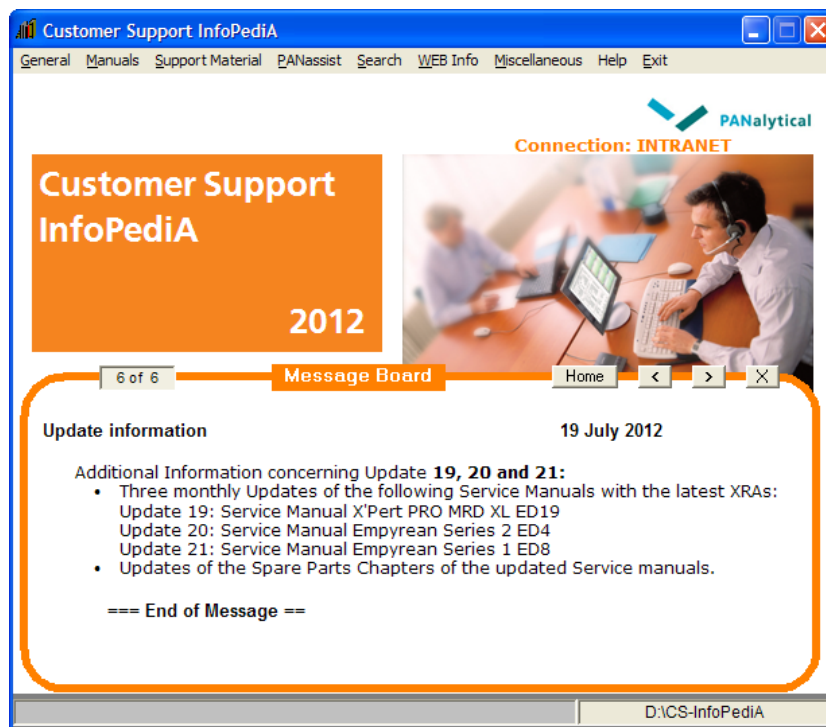 Customer Support InfoPediA
General Manuals Support Material PANassist Search WEB Info Miscellaneous Help Exit
PANalytical
Connection: INTRANET
Customer Support
InfoPediA
2012
6 of 6 Message Board Home < > X
Update information 19 July 2012
Additional Information concerning Update 19, 20 and 21:
• Three monthly Updates of the following Service Manuals with the latest XRAs:
Update 19: Service Manual X'Pert PRO MRD XL ED19
Update 20: Service Manual Empyrean Series 2 ED4
Update 21: Service Manual Empyrean Series 1 ED8
• Updates of the Spare Parts Chapters of the updated Service manuals.
=== End of Message ==
D:\CS-InfoPediA